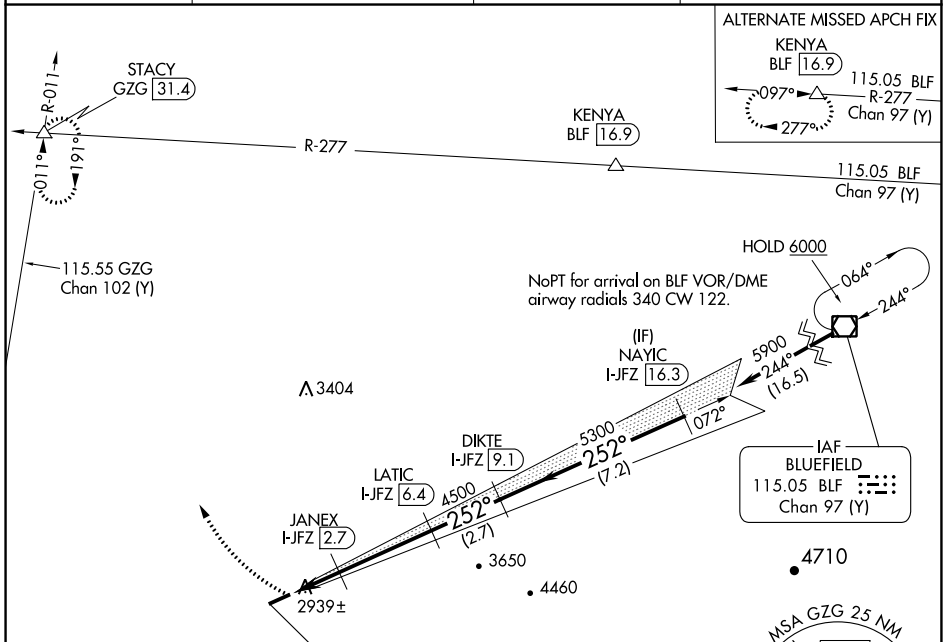 ALTERNATE MISSED APCH FIX
KENYA
BLF 16.9
097°
277°
115.05 BLF
R-277
Chan 97 (Y)
R-011
STACY
GZG 31.4
011°
191°
R-277
KENYA
BLF 16.9
115.05 BLF
Chan 97 (Y)
115.55 GZG
Chan 102 (Y)
HOLD 6000
064°
244°
NoPT for arrival on BLF VOR/DME
airway radials 340 CW 122.
(IF)
NAYIC
I-JFZ 16.3
5900
244°
(16.5)
3404
072°
5300
252°
(7.2)
DIKTE
I-JFZ 9.1
LATIC
I-JFZ 6.4
4500
252°
(2.7)
JANEX
I-JFZ 2.7
IAF
BLUEFIELD
115.05 BLF
Chan 97 (Y)
3650
4460
4710
2939±
MSA GZG 25 NM